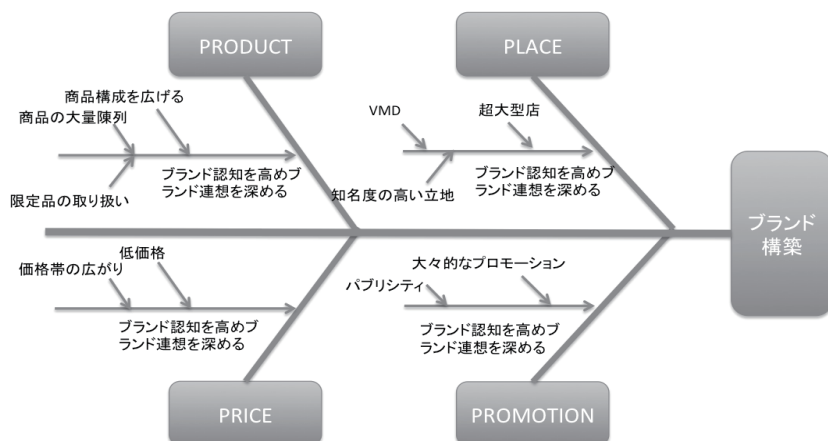 PRODUCT
PLACE
商品構成を広げる
商品の大量陳列
限定品の取り扱い
ブランド認知を高めブ
ランド連想を深める
VMD
超大型店
知名度の高い立地
ブランド認知を高めブ
ランド連想を深める
ブランド
構築
低価格
価格帯の広がり
ブランド認知を高めブ
ランド連想を深める
大々的なプロモーション
パブリシティ
ブランド認知を高めブ
ランド連想を深める
PRICE
PROMOTION